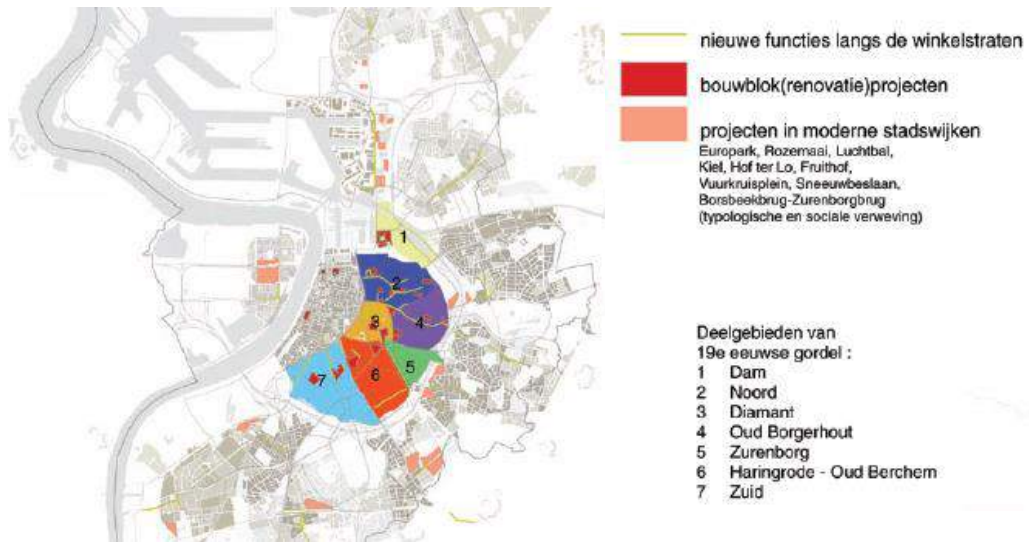 nieuwe functies langs de winkelstraten
bouwblok(renovatie)projecten
projecten in moderne stadswijken
Europark, Rozemaai, Luchtbal,
Kiel, Hof ter Lo, Fruithof,
Vuurkruisplein, Sneeuwbeslaan,
Borsbeekbrug-Zurenborgbrug
(typologische en sociale verweving)
1
2
3
4
5
6
7
Deelgebieden van
19e eeuwse gordel :
1 Dam
2 Noord
3 Diamant
4 Oud Borgerhout
5 Zurenborg
6 Haringrode - Oud Berchem
7 Zuid